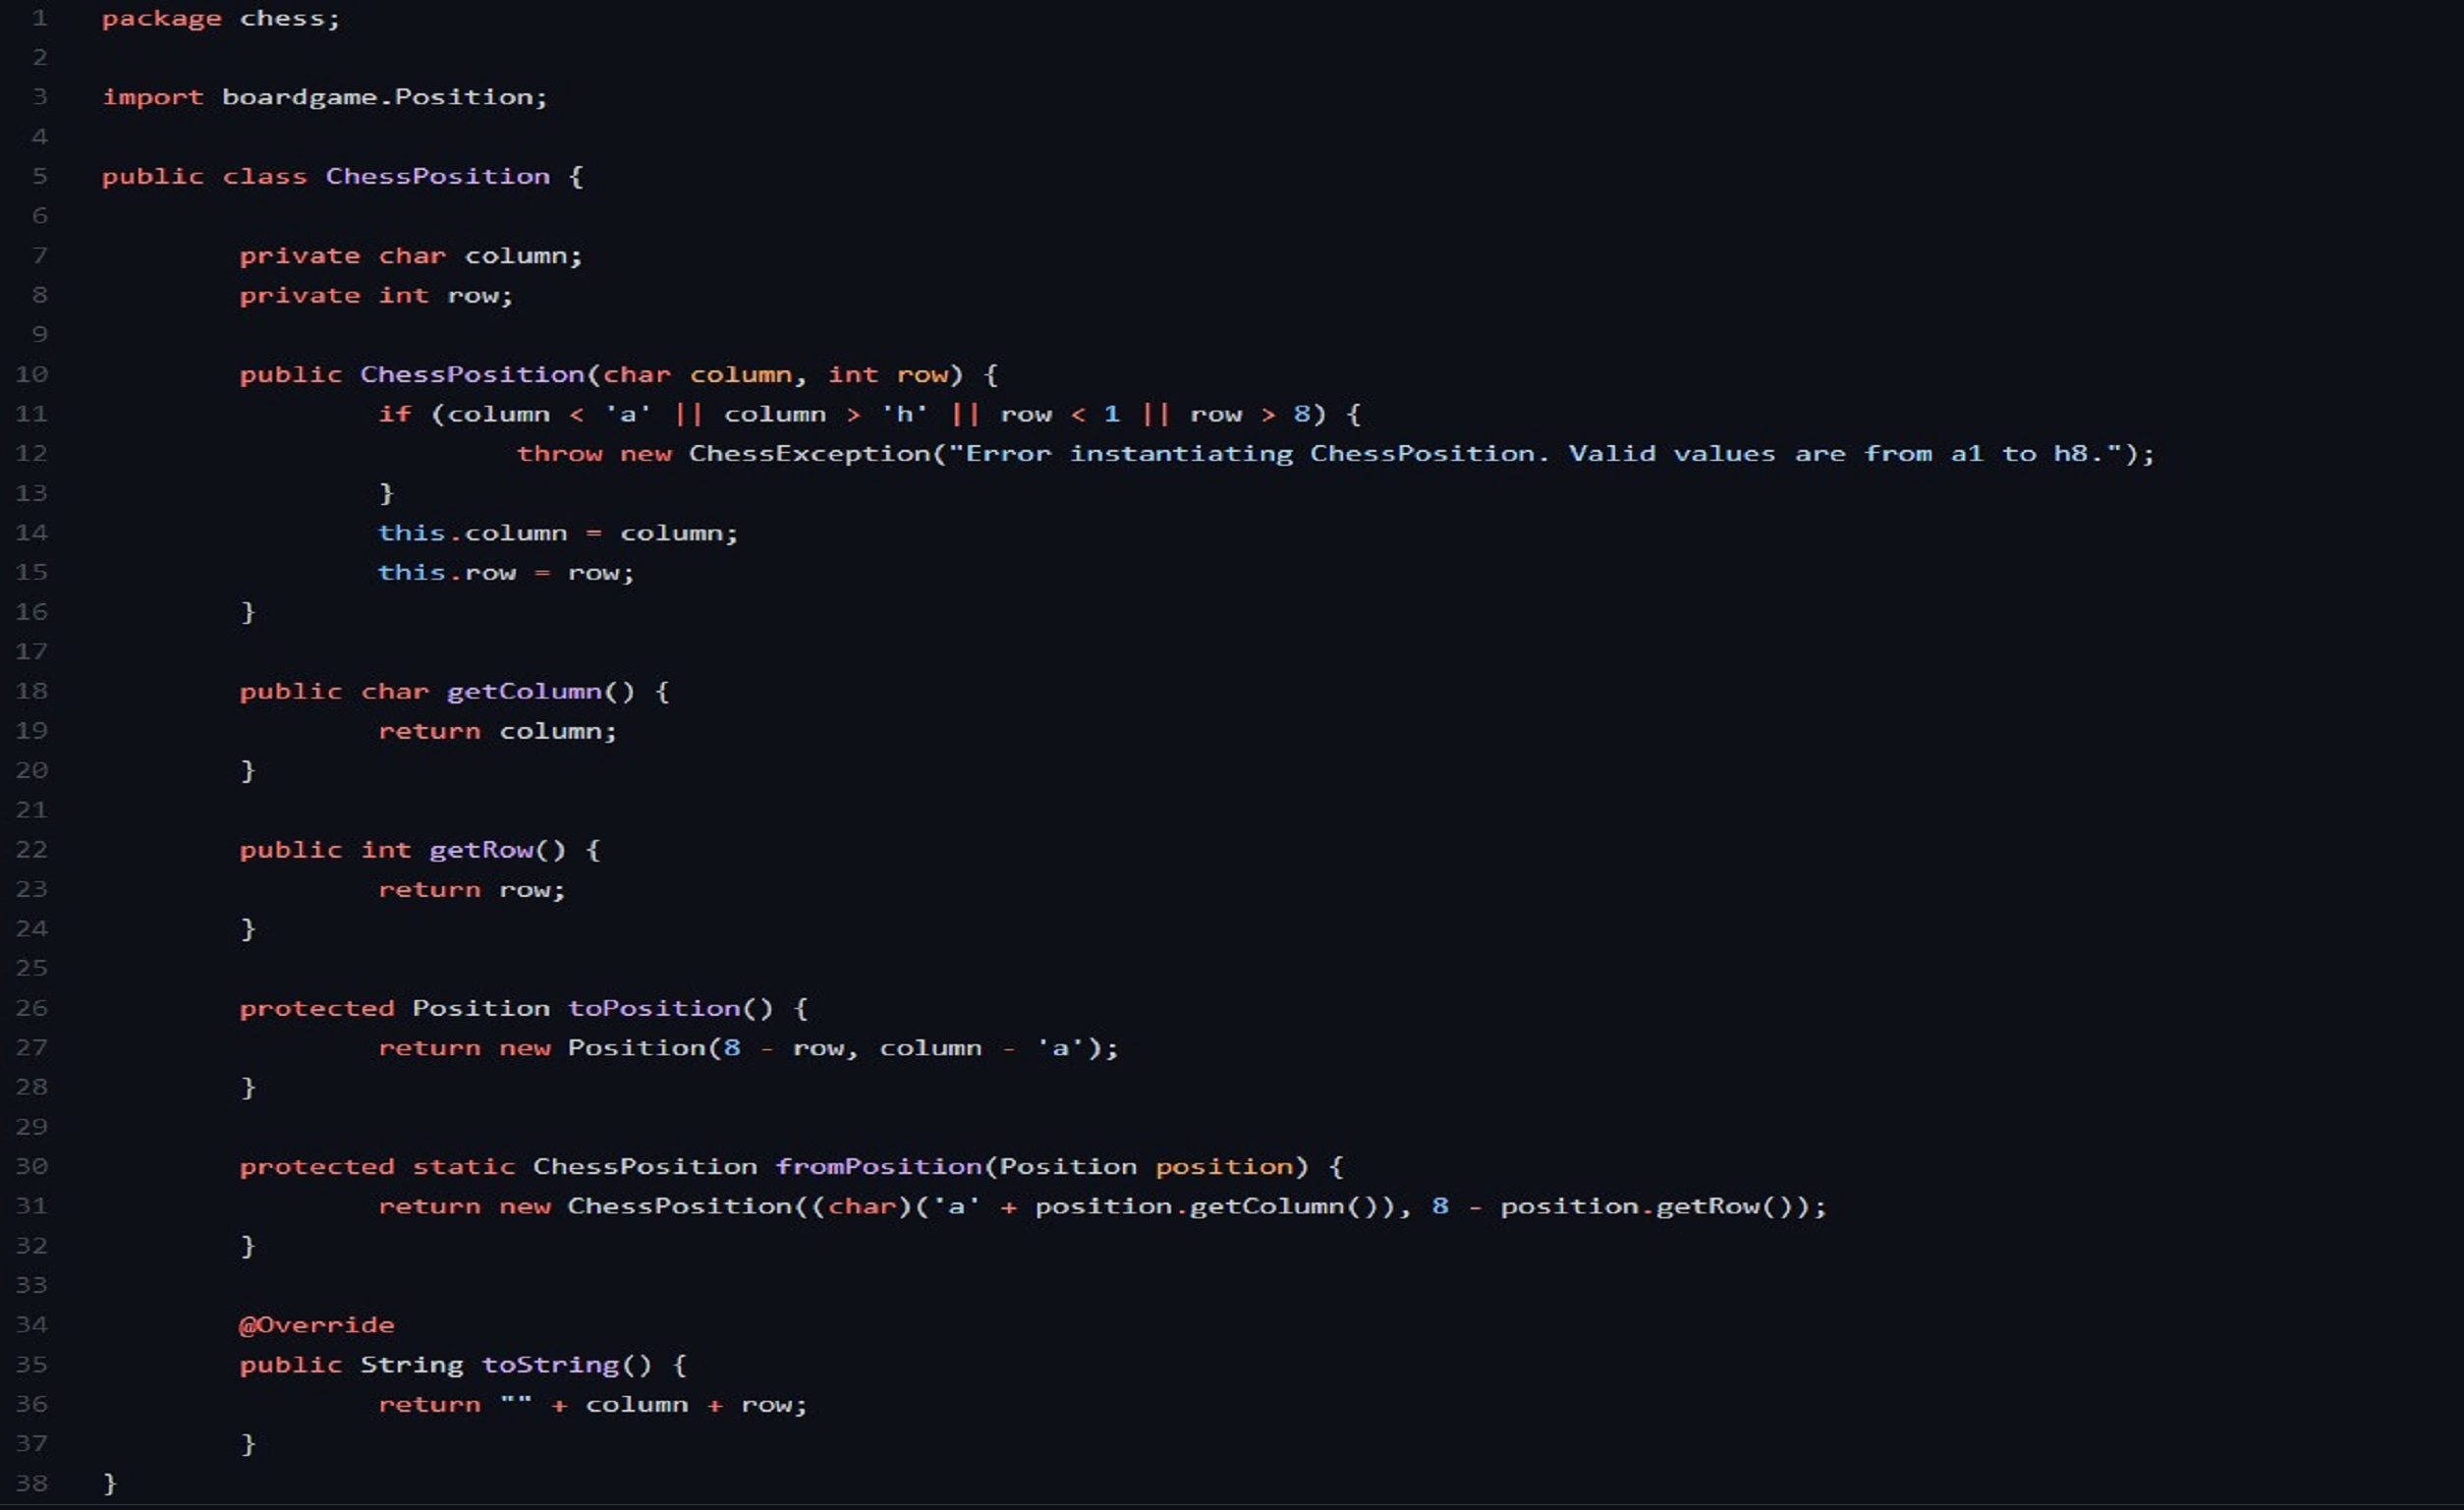 1 package chess;
2
3 import boardgame.Position;
4
5 public class ChessPosition {
6
7 private char column;
8 private int row;
9
10 public ChessPosition(char column, int row) {
11 if (column < 'a' || column > 'h' || row < 1 || row > 8) {
12 throw new ChessException("Error instantiating ChessPosition. Valid values are from a1 to h8.");
13 }
14 this.column = column;
15 this.row = row;
16 }
17
18 public char getColumn() {
19 return column;
20 }
21
22 public int getRow() {
23 return row;
24 }
25
26 protected Position toPosition() {
27 return new Position(8 - row, column - 'a');
28 }
29
30 protected static ChessPosition fromPosition(Position position) {
31 return new ChessPosition((char)('a' + position.getColumn()), 8 - position.getRow());
32 }
33
34 @Override
35 public String toString() {
36 return "" + column + row;
37 }
38 }